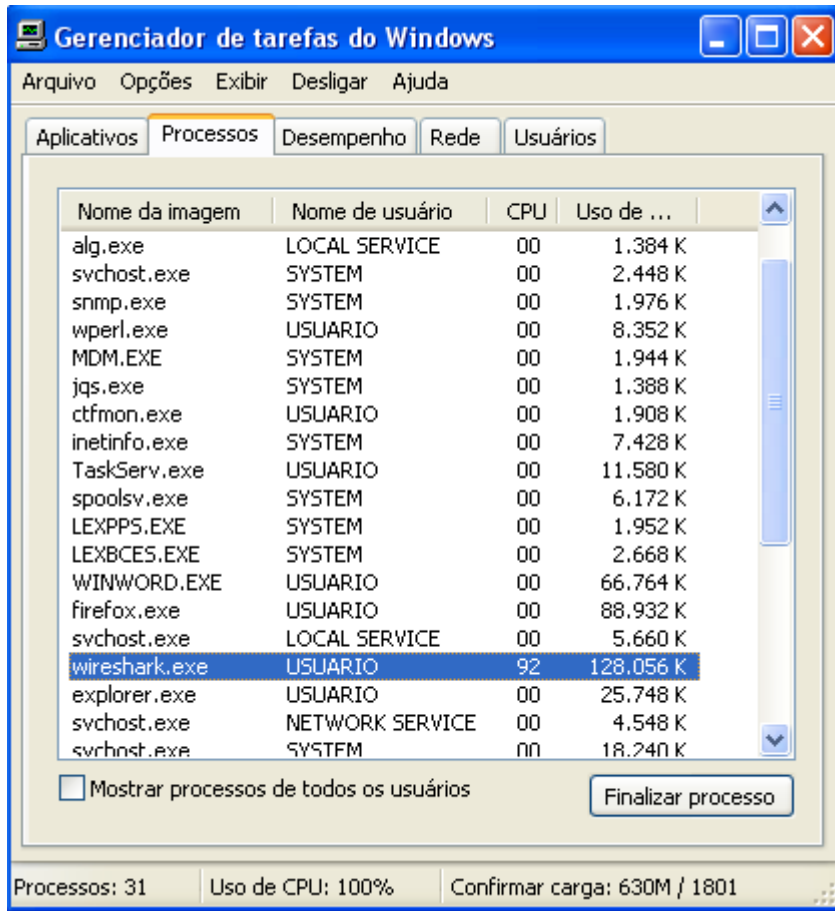 Gerenciador de tarefas do Windows
Arquivo Opções Exibir Desligar Ajuda
Aplicativos Processos Desempenho Rede Usuários
Nome da imagem Nome de usuário CPU Uso de ...
alg.exe LOCAL SERVICE 00 1.384 K
svchost.exe SYSTEM 00 2.448 K
snmp.exe SYSTEM 00 1.976 K
wperl.exe USUARIO 00 8.352 K
MDM.EXE SYSTEM 00 1.944 K
jqs.exe SYSTEM 00 1.388 K
ctfmon.exe USUARIO 00 1.908 K
inetinfo.exe SYSTEM 00 7.428 K
TaskServ.exe USUARIO 00 11.580 K
spoolsv.exe SYSTEM 00 6.172 K
LEXPPS.EXE SYSTEM 00 1.952 K
LEXBCES.EXE SYSTEM 00 2.668 K
WINWORD.EXE USUARIO 00 66.764 K
firefox.exe USUARIO 00 88.932 K
svchost.exe LOCAL SERVICE 00 5.660 K
wireshark.exe USUARIO 92 128.056 K
explorer.exe USUARIO 00 25.748 K
svchost.exe NETWORK SERVICE 00 4.548 K
svchost.exe SYSTEM 00 18.240 K
Mostrar processos de todos os usuários
Finalizar processo
Processos: 31 Uso de CPU: 100% Confirmar carga: 630M / 1801